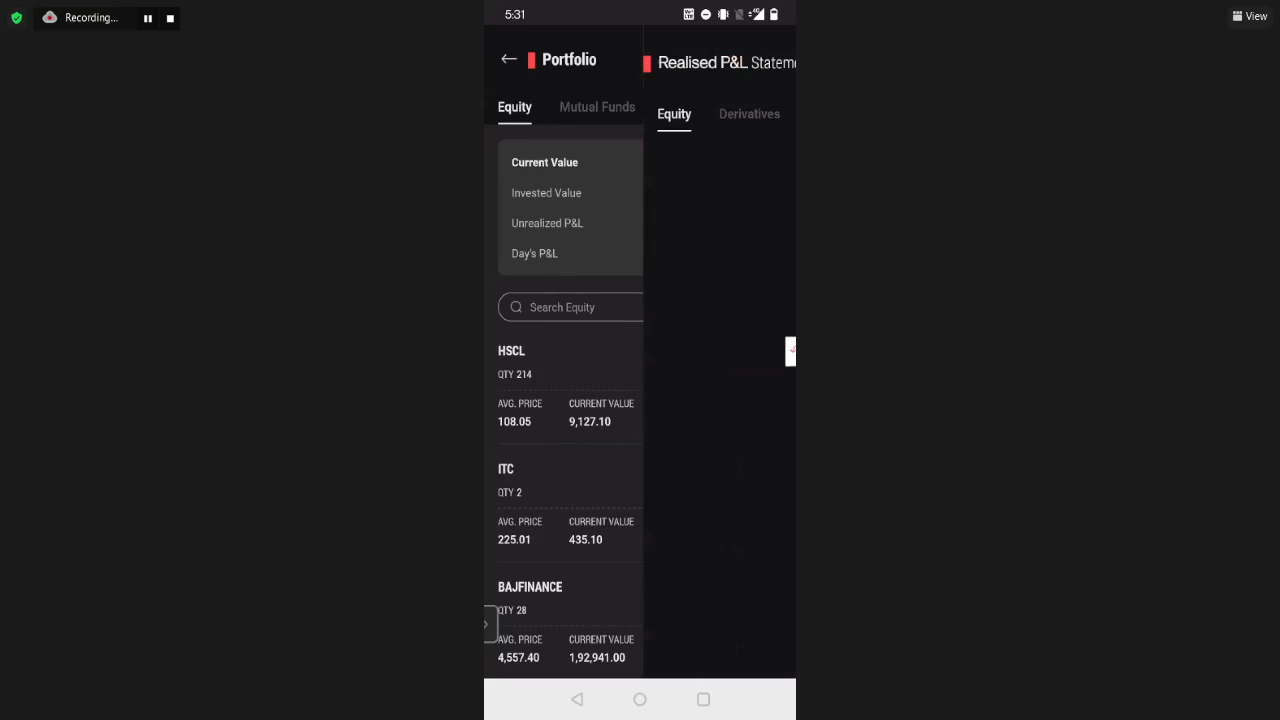 Recording...
View
5:31
Portfolio
Equity
Mutual Funds
Current Value
Invested Value
Unrealized P&L
Day's P&L
Search Equity
HSCL
QTY 214
AVG. PRICE
CURRENT VALUE
108.05
9,127.10
ITC
QTY 2
AVG. PRICE
CURRENT VALUE
225.01
435.10
BAJFINANCE
QTY 28
AVG. PRICE
CURRENT VALUE
4,557.40
1,92,941.00
Realised P&L Stateme
Equity
Derivatives